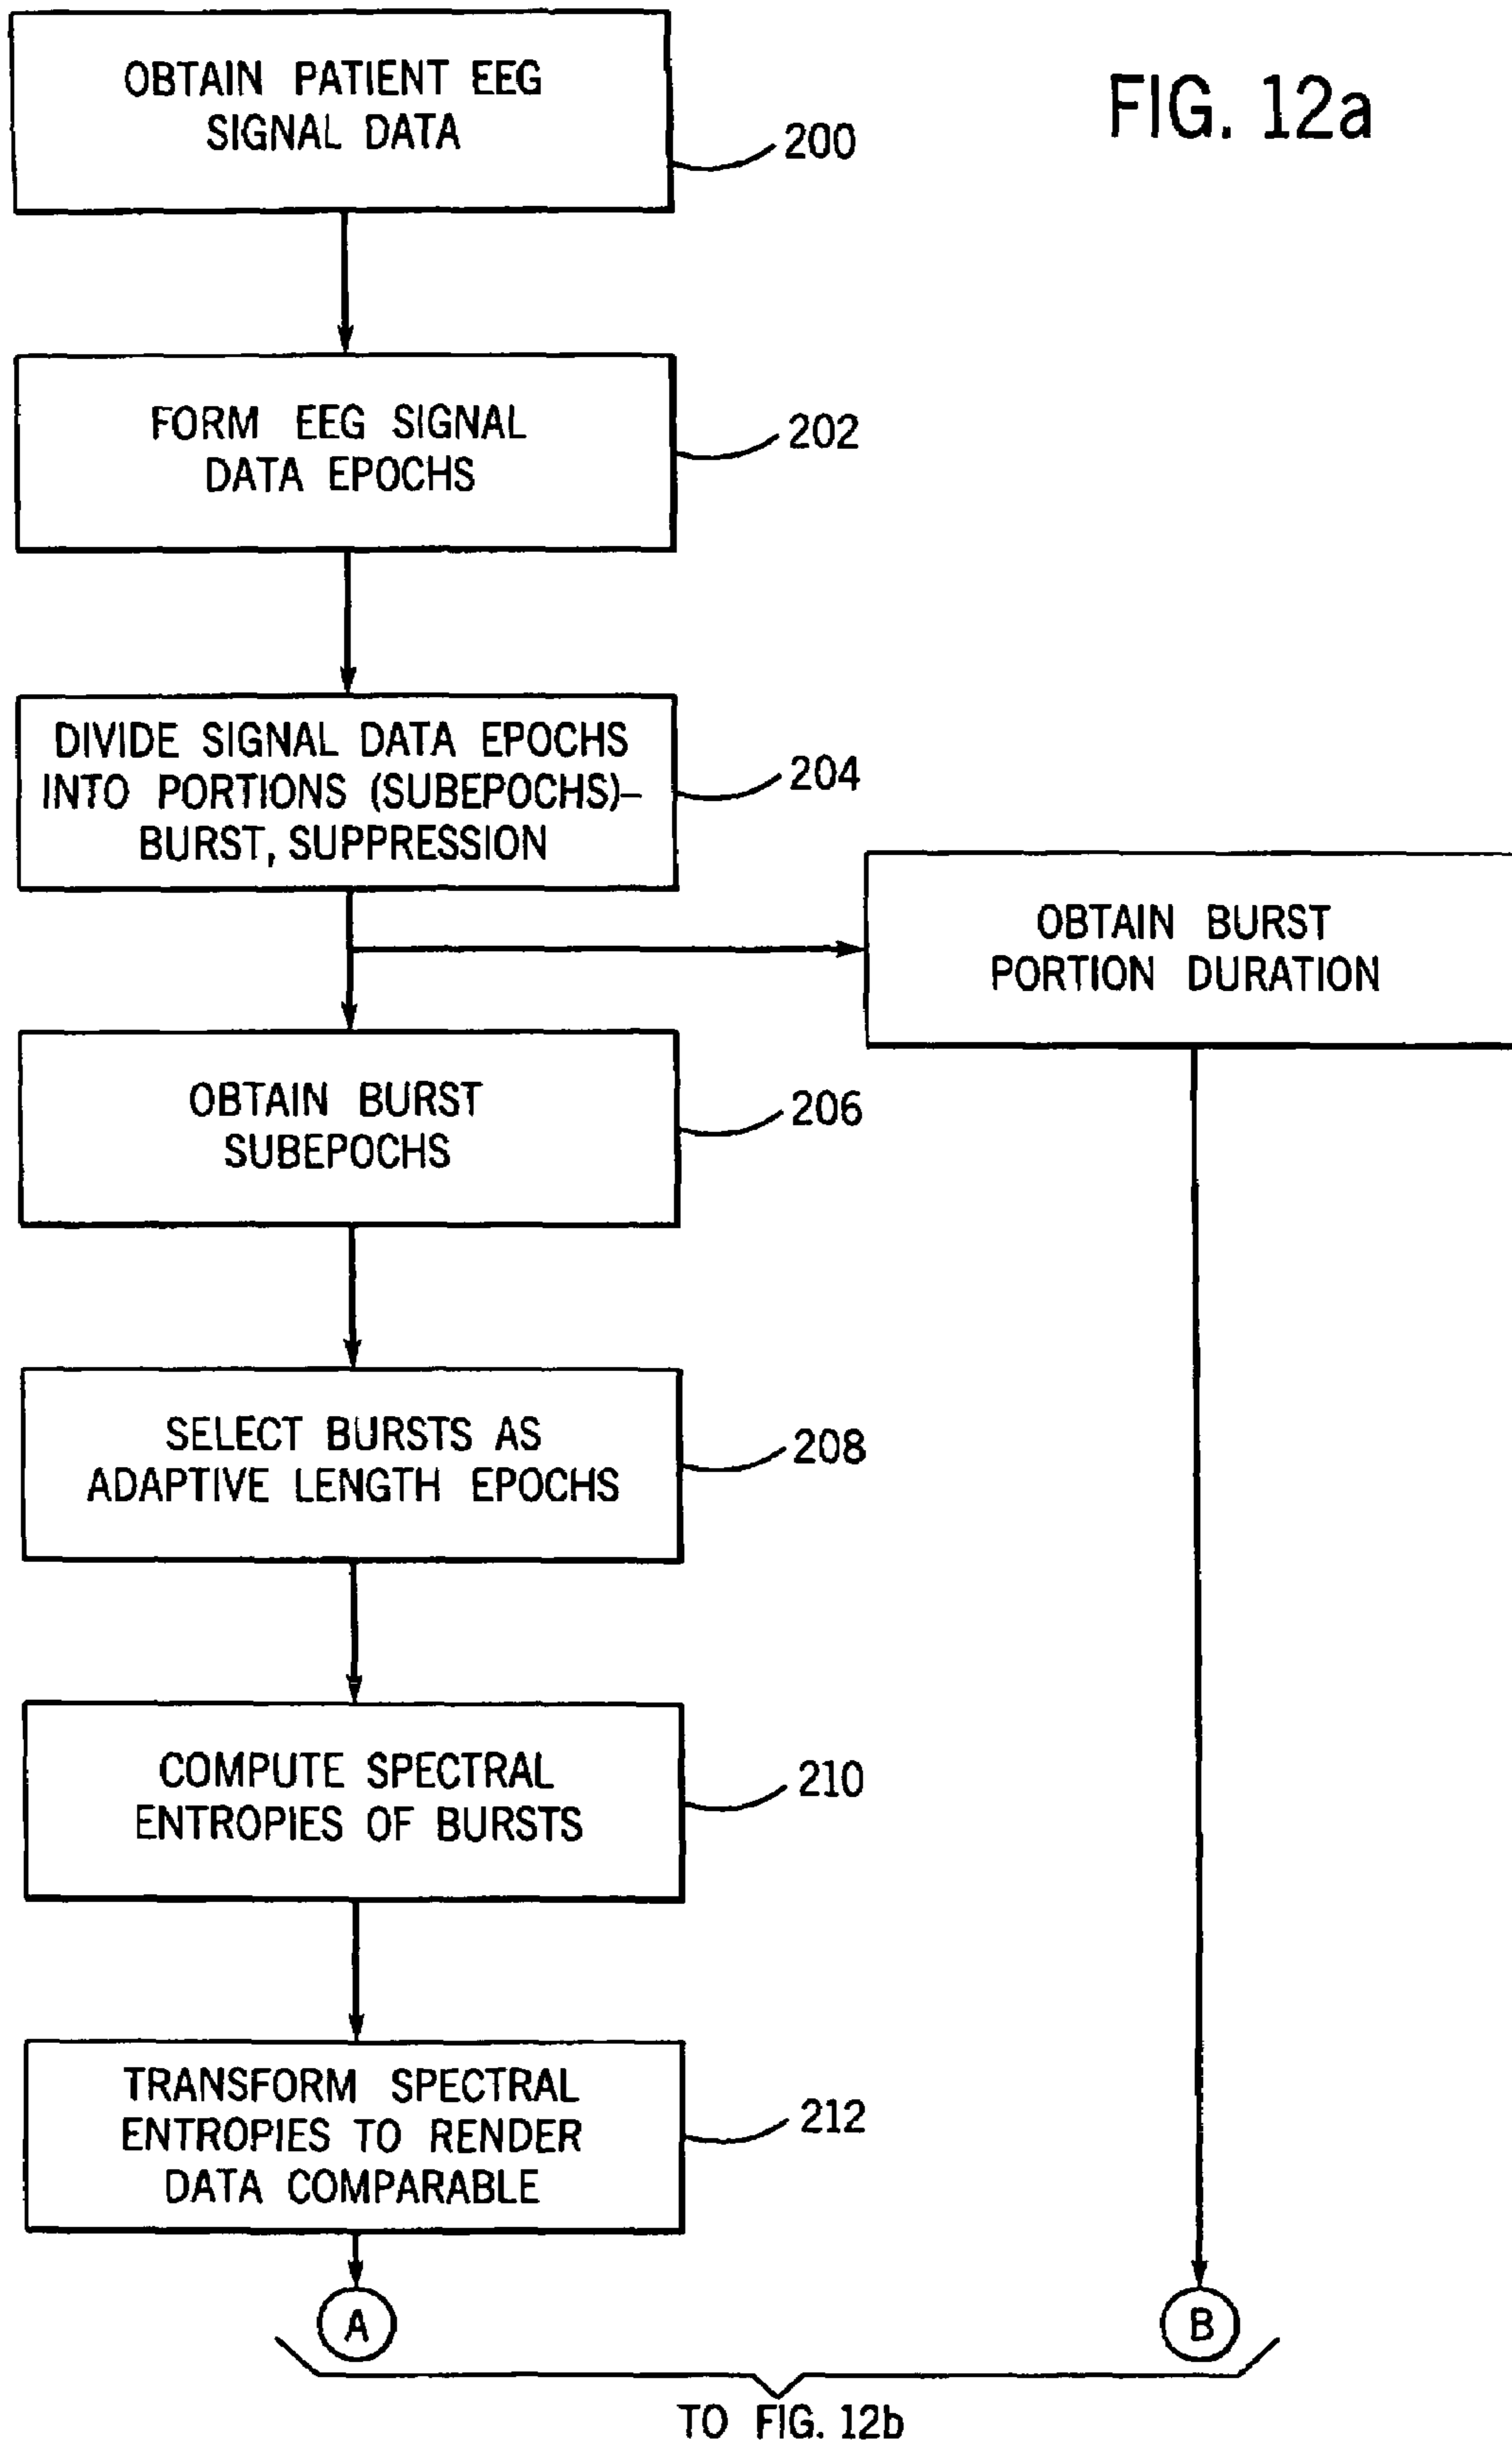 FIG. 12a
OBTAIN PATIENT EEG
SIGNAL DATA
200
FORM EEG SIGNAL
DATA EPOCHS
202
DIVIDE SIGNAL DATA EPOCHS
INTO PORTIONS (SUBEPOCHS)–
BURST, SUPPRESSION
204
OBTAIN BURST
PORTION DURATION
OBTAIN BURST
SUBEPOCHS
206
SELECT BURSTS AS
ADAPTIVE LENGTH EPOCHS
208
COMPUTE SPECTRAL
ENTROPIES OF BURSTS
210
TRANSFORM SPECTRAL
ENTROPIES TO RENDER
DATA COMPARABLE
212
A
B
TO FIG. 12b